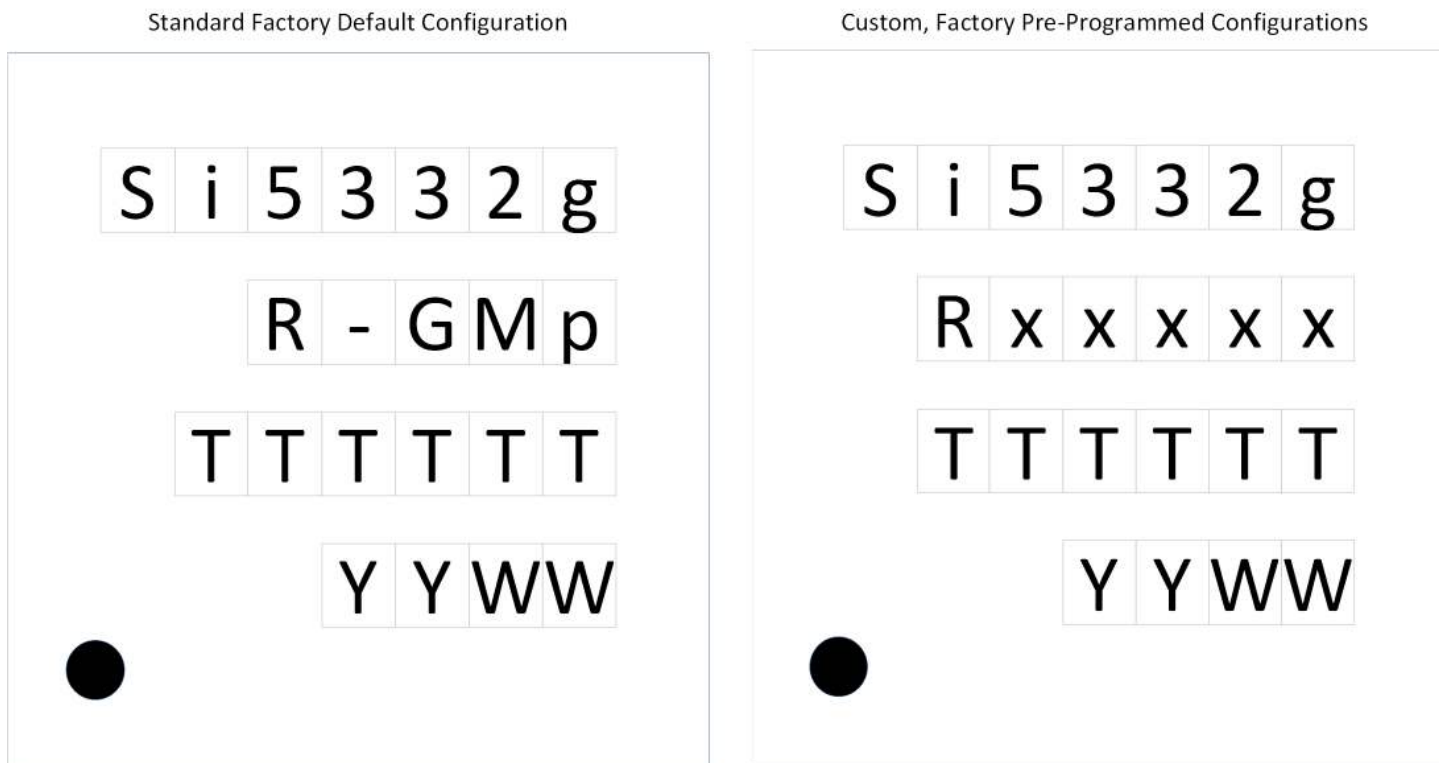 Standard Factory Default Configuration
Si5332g
R-GMp
TTTTTT
YYWW
Custom, Factory Pre-Programmed Configurations
Si5332g
Rxxxxx
TTTTTT
YYWW